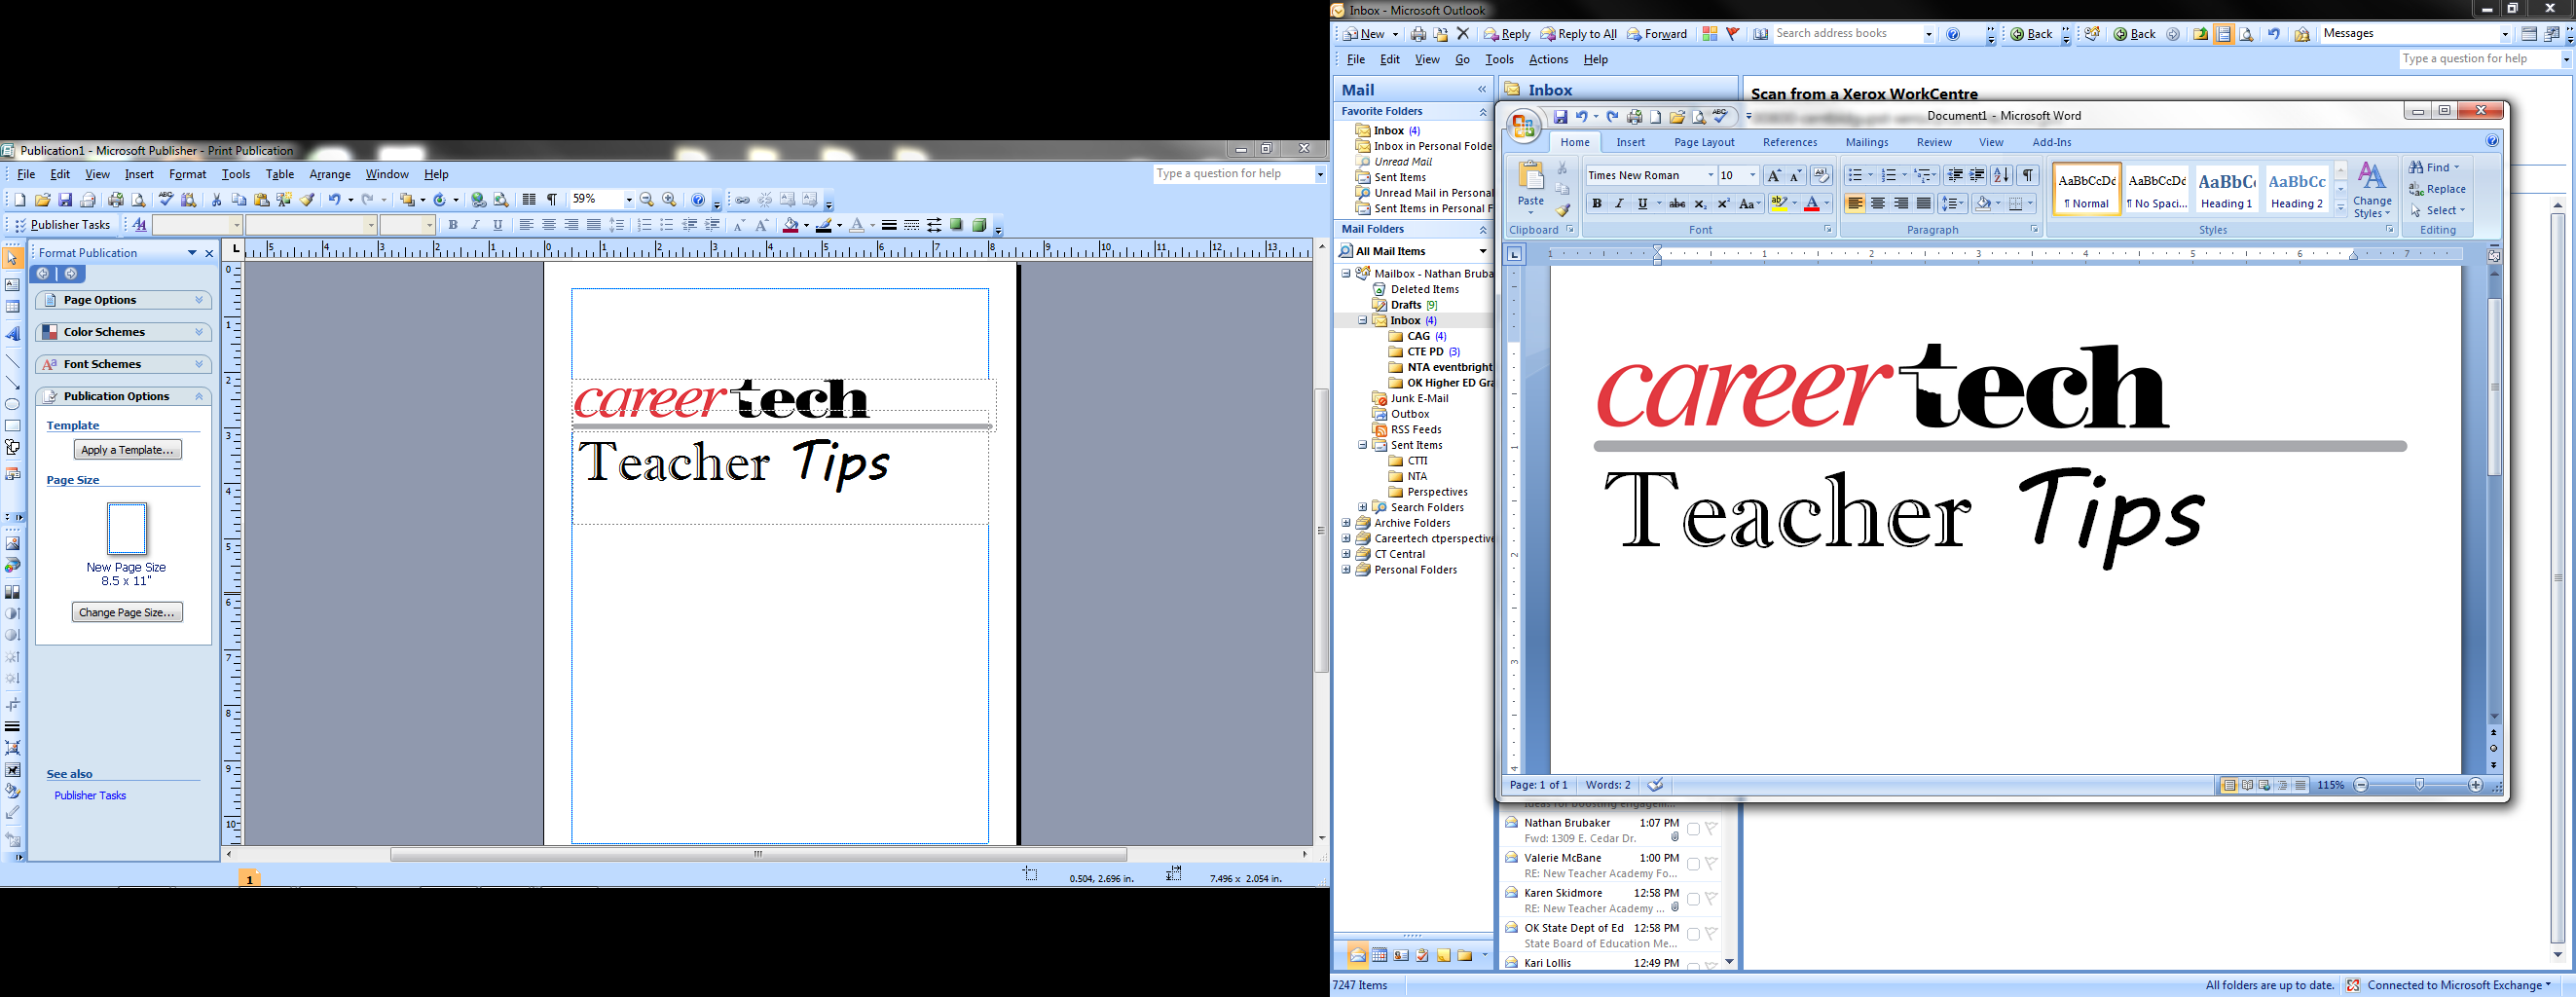 Publication1 - Microsoft Publisher - Print Publication
File Edit View Insert Format Tools Table Arrange Window Help
Type a question for help
59%
Publisher Tasks
B I U
Format Publication
Page Options
Color Schemes
Font Schemes
Publication Options
Template
Apply a Template...
Page Size
New Page Size
8.5 x 11"
Change Page Size...
See also
Publisher Tasks
careertech
Teacher Tips
1
0.504, 2.696 in.
7.496 x 2.054 in.
Inbox - Microsoft Outlook
New Reply Reply to All Forward Search address books Back Back Messages
File Edit View Go Tools Actions Help
Type a question for help
Mail
Favorite Folders
Inbox (4)
Inbox in Personal Folde
Unread Mail
Sent Items
Unread Mail in Personal
Sent Items in Personal F
Mail Folders
All Mail Items
Mailbox - Nathan Bruba
Deleted Items
Drafts [9]
Inbox (4)
CAG (4)
CTE PD (3)
NTA eventbright
OK Higher ED Gra
Junk E-Mail
Outbox
RSS Feeds
Sent Items
CTTI
NTA
Perspectives
Search Folders
Archive Folders
Careertech ctperspective
CT Central
Personal Folders
Inbox
Scan from a Xerox WorkCentre
Document1 - Microsoft Word
Home Insert Page Layout References Mailings Review View Add-Ins
Paste
Clipboard
Times New Roman 10
B I U abc x₂ x² Aa
Font
Paragraph
AaBbCcDd AaBbCcDd AaBbC AaBbCc
¶ Normal ¶ No Spaci... Heading 1 Heading 2
Change Styles
Styles
Find
Replace
Select
Editing
careertech
Teacher Tips
Page: 1 of 1 Words: 2
115%
Nathan Brubaker 1:07 PM
Fwd: 1309 E. Cedar Dr.
Valerie McBane 1:00 PM
RE: New Teacher Academy Fo...
Karen Skidmore 12:58 PM
RE: New Teacher Academy ...
OK State Dept of Ed 12:58 PM
State Board of Education Me...
Kari Lollis 12:49 PM
7247 Items
All folders are up to date. Connected to Microsoft Exchange